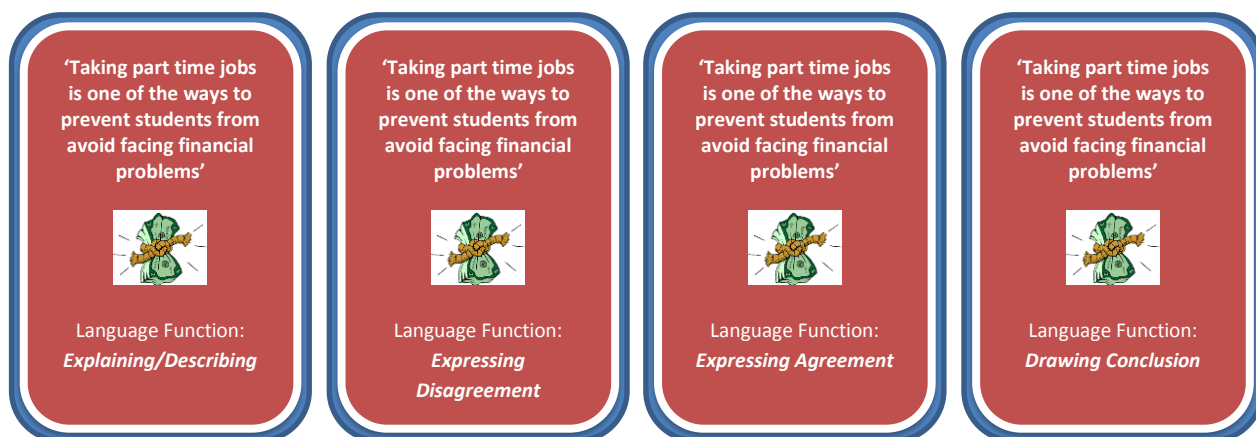 ‘Taking part time jobs
is one of the ways to
prevent students from
avoid facing financial
problems’
Language Function:
Explaining/Describing
‘Taking part time jobs
is one of the ways to
prevent students from
avoid facing financial
problems’
Language Function:
Expressing
Disagreement
‘Taking part time jobs
is one of the ways to
prevent students from
avoid facing financial
problems’
Language Function:
Expressing Agreement
‘Taking part time jobs
is one of the ways to
prevent students from
avoid facing financial
problems’
Language Function:
Drawing Conclusion